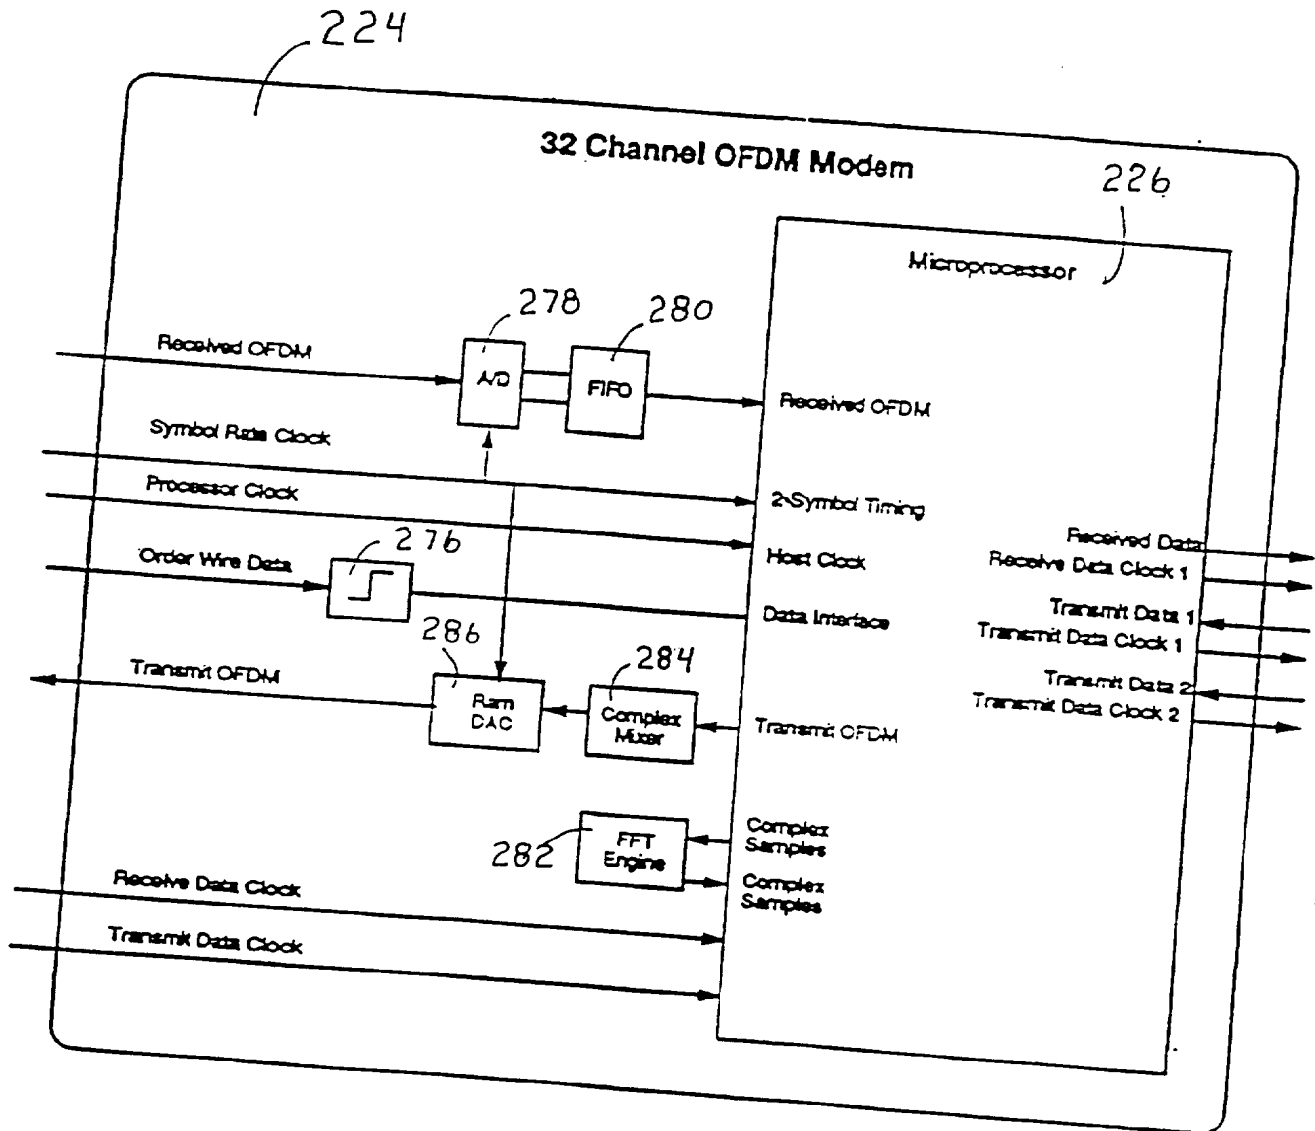 224
32 Channel OFDM Modem
226
Microprocessor
278
280
Received OFDM
A/D
FIFO
Received OFDM
Symbol Rate Clock
2-Symbol Timing
Processor Clock
Host Clock
276
Order Wire Data
Data Interface
Received Data
Receive Data Clock 1
Transmit Data 1
Transmit Data Clock 1
Transmit Data 2
Transmit Data Clock 2
286
284
Transmit OFDM
Ram
DAC
Complex
Mixer
Transmit OFDM
282
FFT
Engine
Complex
Samples
Complex
Samples
Receive Data Clock
Transmit Data Clock